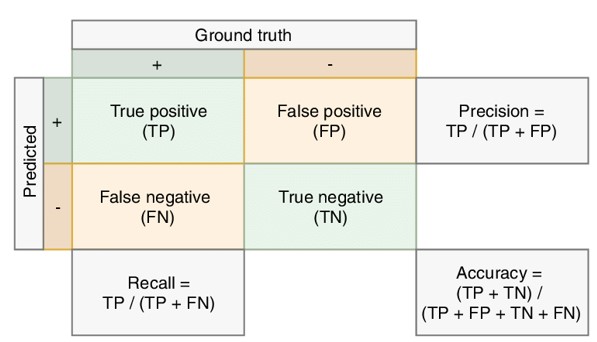 Ground truth
+
-
Predicted
+
True positive
(TP)
False positive
(FP)
Precision =
TP / (TP + FP)
-
False negative
(FN)
True negative
(TN)
Recall =
TP / (TP + FN)
Accuracy =
(TP + TN) /
(TP + FP + TN + FN)